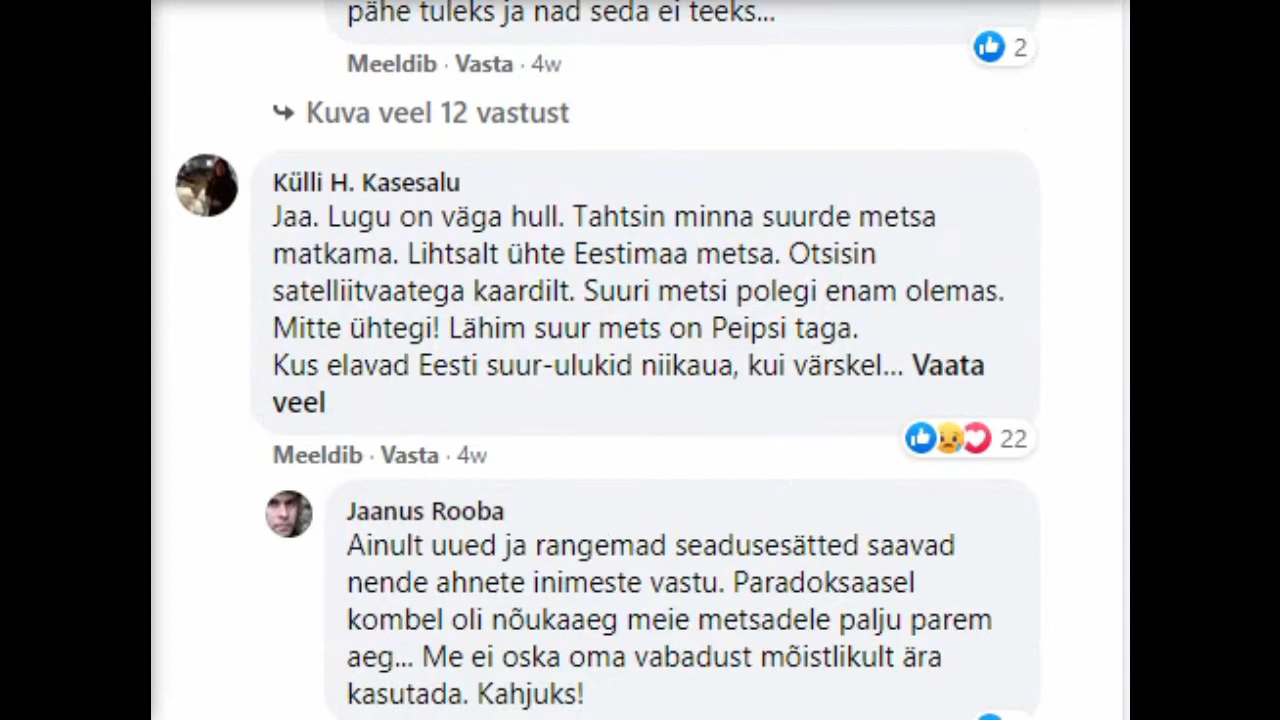 pähe tuleks ja nad seda ei teeks...
2
Meeldib · Vasta · 4w
Kuva veel 12 vastust
Külli H. Kasesalu
Jaa. Lugu on väga hull. Tahtsin minna suurde metsa
matkama. Lihtsalt ühte Eestimaa metsa. Otsisin
satelliitvaatega kaardilt. Suuri metsi polegi enam olemas.
Mitte ühtegi! Lähim suur mets on Peipsi taga.
Kus elavad Eesti suur-ulukid niikaua, kui värskel... Vaata
veel
22
Meeldib · Vasta · 4w
Jaanus Rooba
Ainult uued ja rangemad seadusesätted saavad
nende ahnete inimeste vastu. Paradoksaasel
kombel oli nõukaaeg meie metsadele palju parem
aeg... Me ei oska oma vabadust mõistlikult ära
kasutada. Kahjuks!